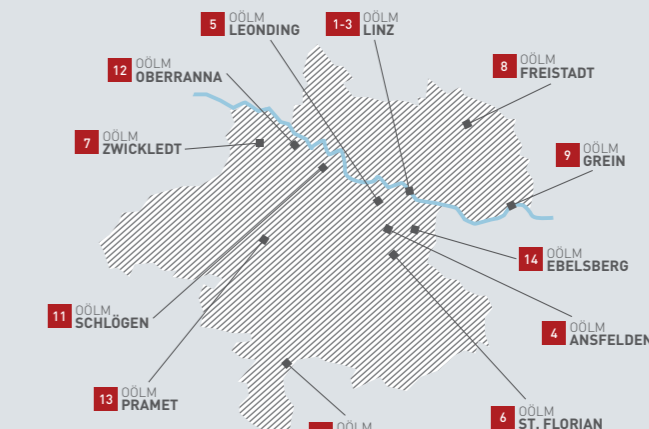 5 OÖLM
LEONDING
1-3 OÖLM
LINZ
12 OÖLM
OBERRANNA
8 OÖLM
FREISTADT
7 OÖLM
ZWICKLEDT
9 OÖLM
GREIN
14 OÖLM
EBELSBERG
11 OÖLM
SCHLÖGEN
4 OÖLM
ANSFELDEN
13 OÖLM
PRAMET
6 OÖLM
ST. FLORIAN
OÖLM